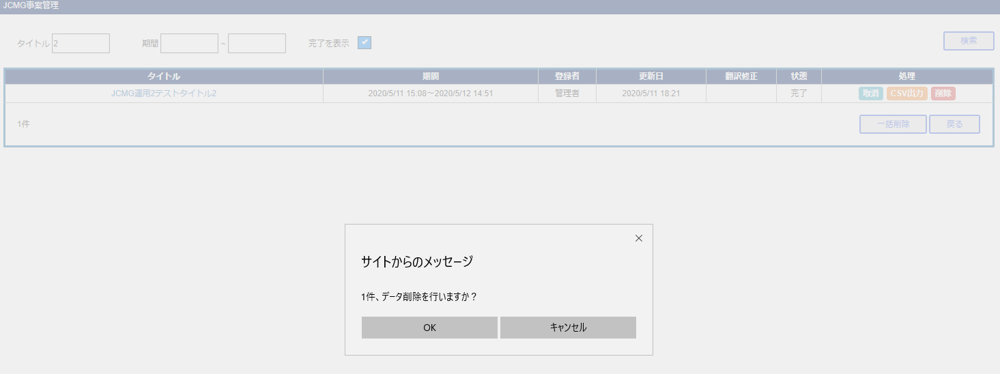 JCMG事案管理
タイトル 2 期間 ~ 完了を表示 検索
タイトル 期間 登録者 更新日 翻訳修正 状態 処理
JCMG運用2テストタイトル2 2020/5/11 15:08～2020/5/12 14:51 管理者 2020/5/11 18:21 完了 取消 CSV出力 削除
1件 一括削除 戻る
サイトからのメッセージ
1件、データ削除を行いますか？
OK キャンセル